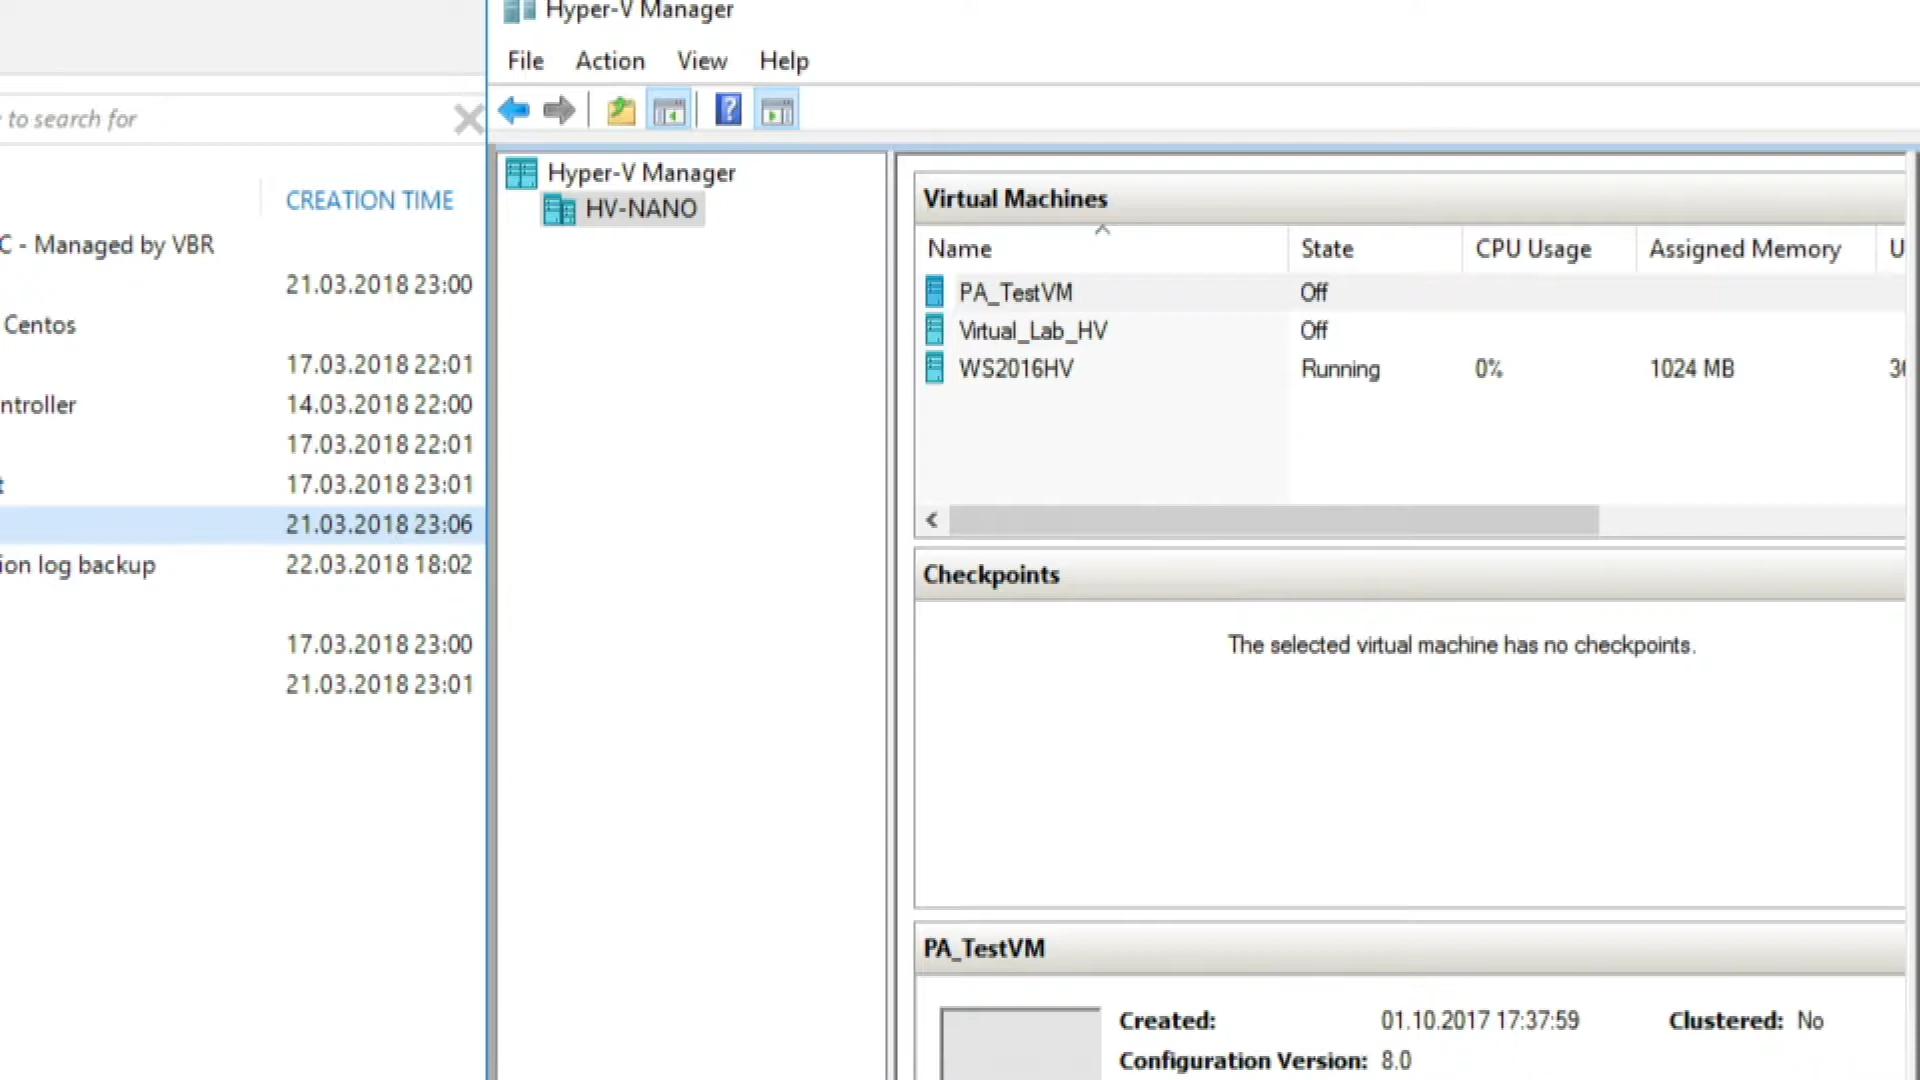 Hyper-V Manager
File Action View Help
to search for
CREATION TIME
C - Managed by VBR
21.03.2018 23:00
Centos
17.03.2018 22:01
ntroller 14.03.2018 22:00
17.03.2018 22:01
t 17.03.2018 23:01
21.03.2018 23:06
ion log backup 22.03.2018 18:02
17.03.2018 23:00
21.03.2018 23:01
Hyper-V Manager
HV-NANO
Virtual Machines
Name State CPU Usage Assigned Memory U
PA_TestVM Off
Virtual_Lab_HV Off
WS2016HV Running 0% 1024 MB
Checkpoints
The selected virtual machine has no checkpoints.
PA_TestVM
Created: 01.10.2017 17:37:59 Clustered: No
Configuration Version: 8.0